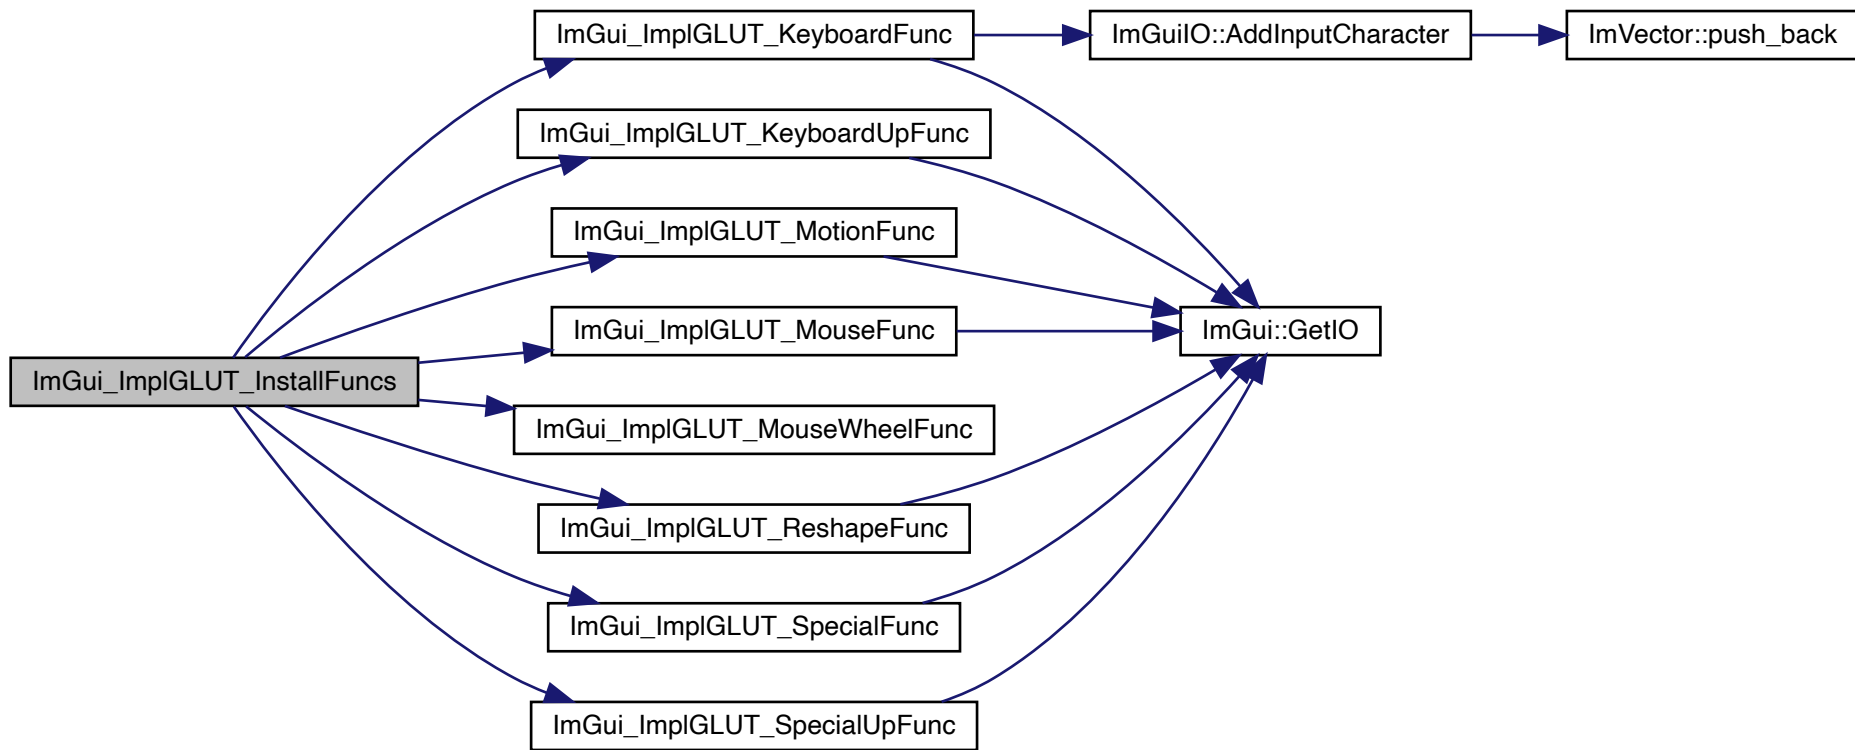 ImGui_ImplGLUT_KeyboardFunc
ImGuiIO::AddInputCharacter
ImVector::push_back
ImGui_ImplGLUT_KeyboardUpFunc
ImGui_ImplGLUT_MotionFunc
ImGui_ImplGLUT_MouseFunc
ImGui::GetIO
ImGui_ImplGLUT_InstallFuncs
ImGui_ImplGLUT_MouseWheelFunc
ImGui_ImplGLUT_ReshapeFunc
ImGui_ImplGLUT_SpecialFunc
ImGui_ImplGLUT_SpecialUpFunc